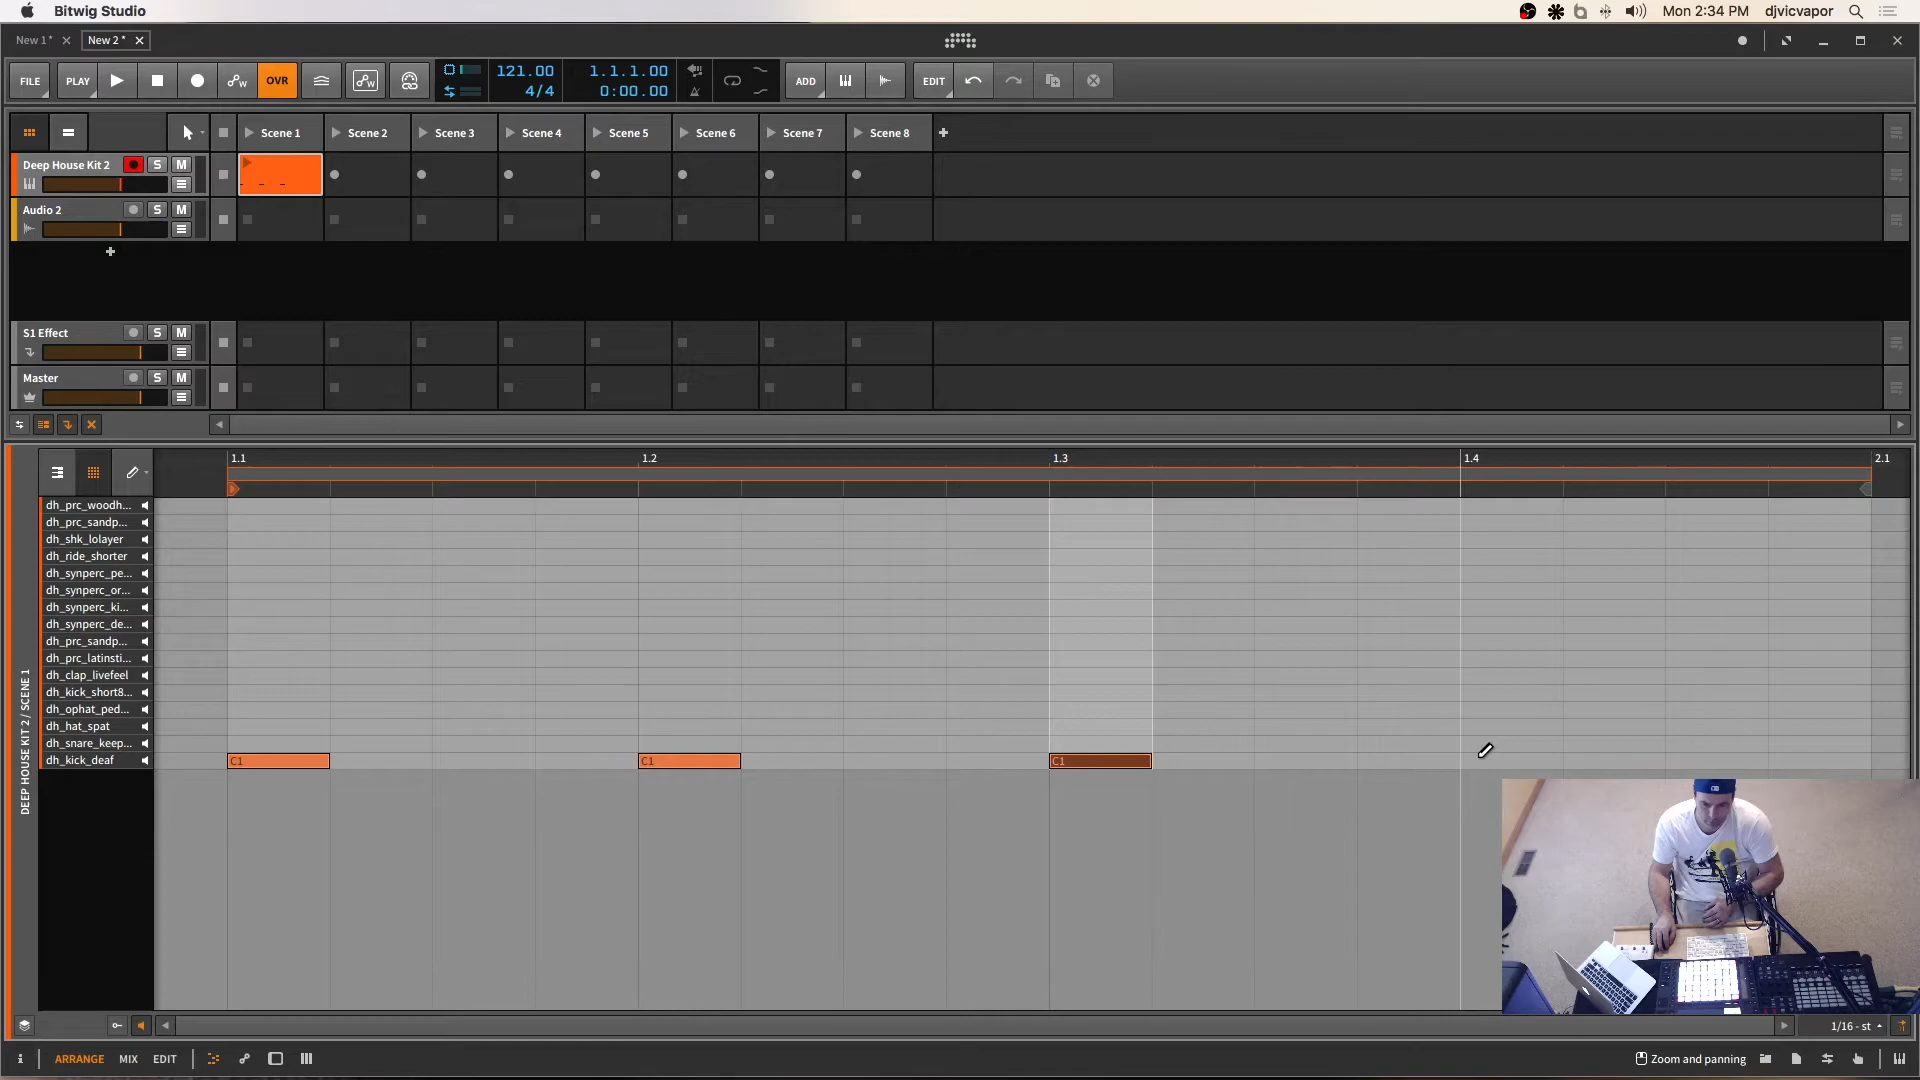 Bitwig Studio
Mon 2:34 PM
djvicvapor
New 1 *
New 2 *
FILE
PLAY
OVR
121.00
4/4
1.1.1.00
0:00.00
ADD
EDIT
Scene 1
Scene 2
Scene 3
Scene 4
Scene 5
Scene 6
Scene 7
Scene 8
Deep House Kit 2
S
M
Audio 2
S
M
S1 Effect
S
M
Master
S
M
1.1
1.2
1.3
1.4
2.1
dh_prc_woodh...
dh_prc_sandp...
dh_shk_lolayer
dh_ride_shorter
dh_synperc_pe...
dh_synperc_or...
dh_synperc_ki...
dh_synperc_de...
dh_prc_sandp...
dh_prc_latinsti...
dh_clap_livefeel
dh_kick_short8...
dh_ophat_ped...
dh_hat_spat
dh_snare_keep...
dh_kick_deaf
C1
C1
C1
DEEP HOUSE KIT 2 / SCENE 1
1/16 - st
ARRANGE
MIX
EDIT
Zoom and panning